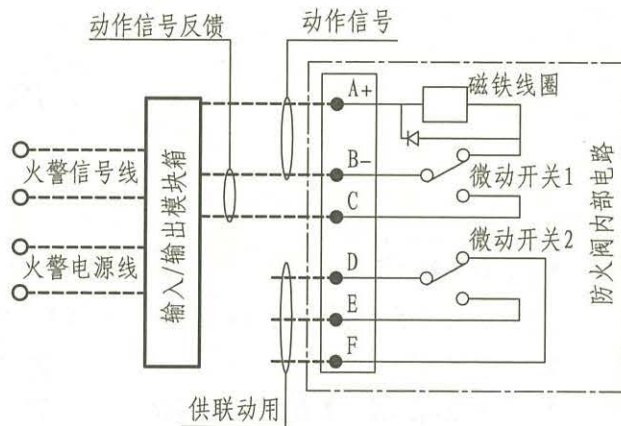 动作信号反馈
动作信号
A+
磁铁线圈
B-
微动开关1
C
火警信号线
火警电源线
输入/输出模块箱
D
微动开关2
E
F
防火阀内部电路
供联动用